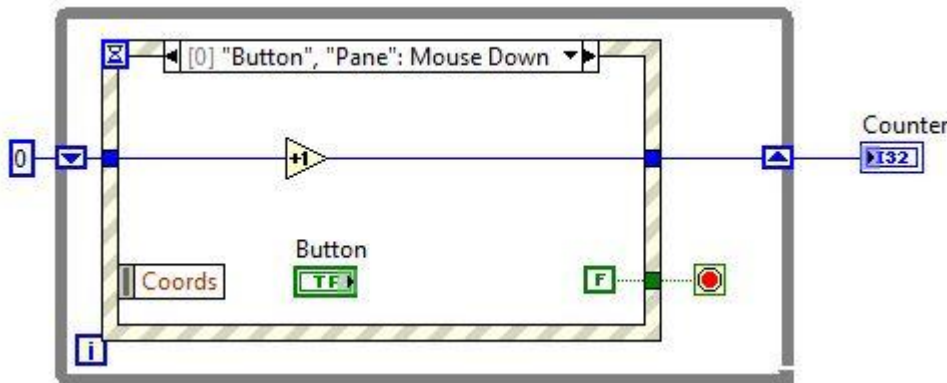 [0] "Button", "Pane": Mouse Down
Counter
0
+1
I32
Button
Coords
TF
F
i